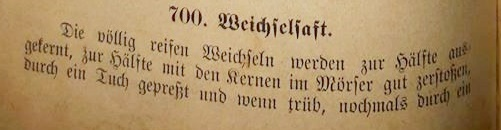 700. Weichselsaft.
Die völlig reifen Weichseln werden zur Hälfte aus-
gekernt, zur Hälfte mit den Kernen im Mörser gut zerstoßen,
durch ein Tuch gepreßt und wenn trüb, nochmals durch ein